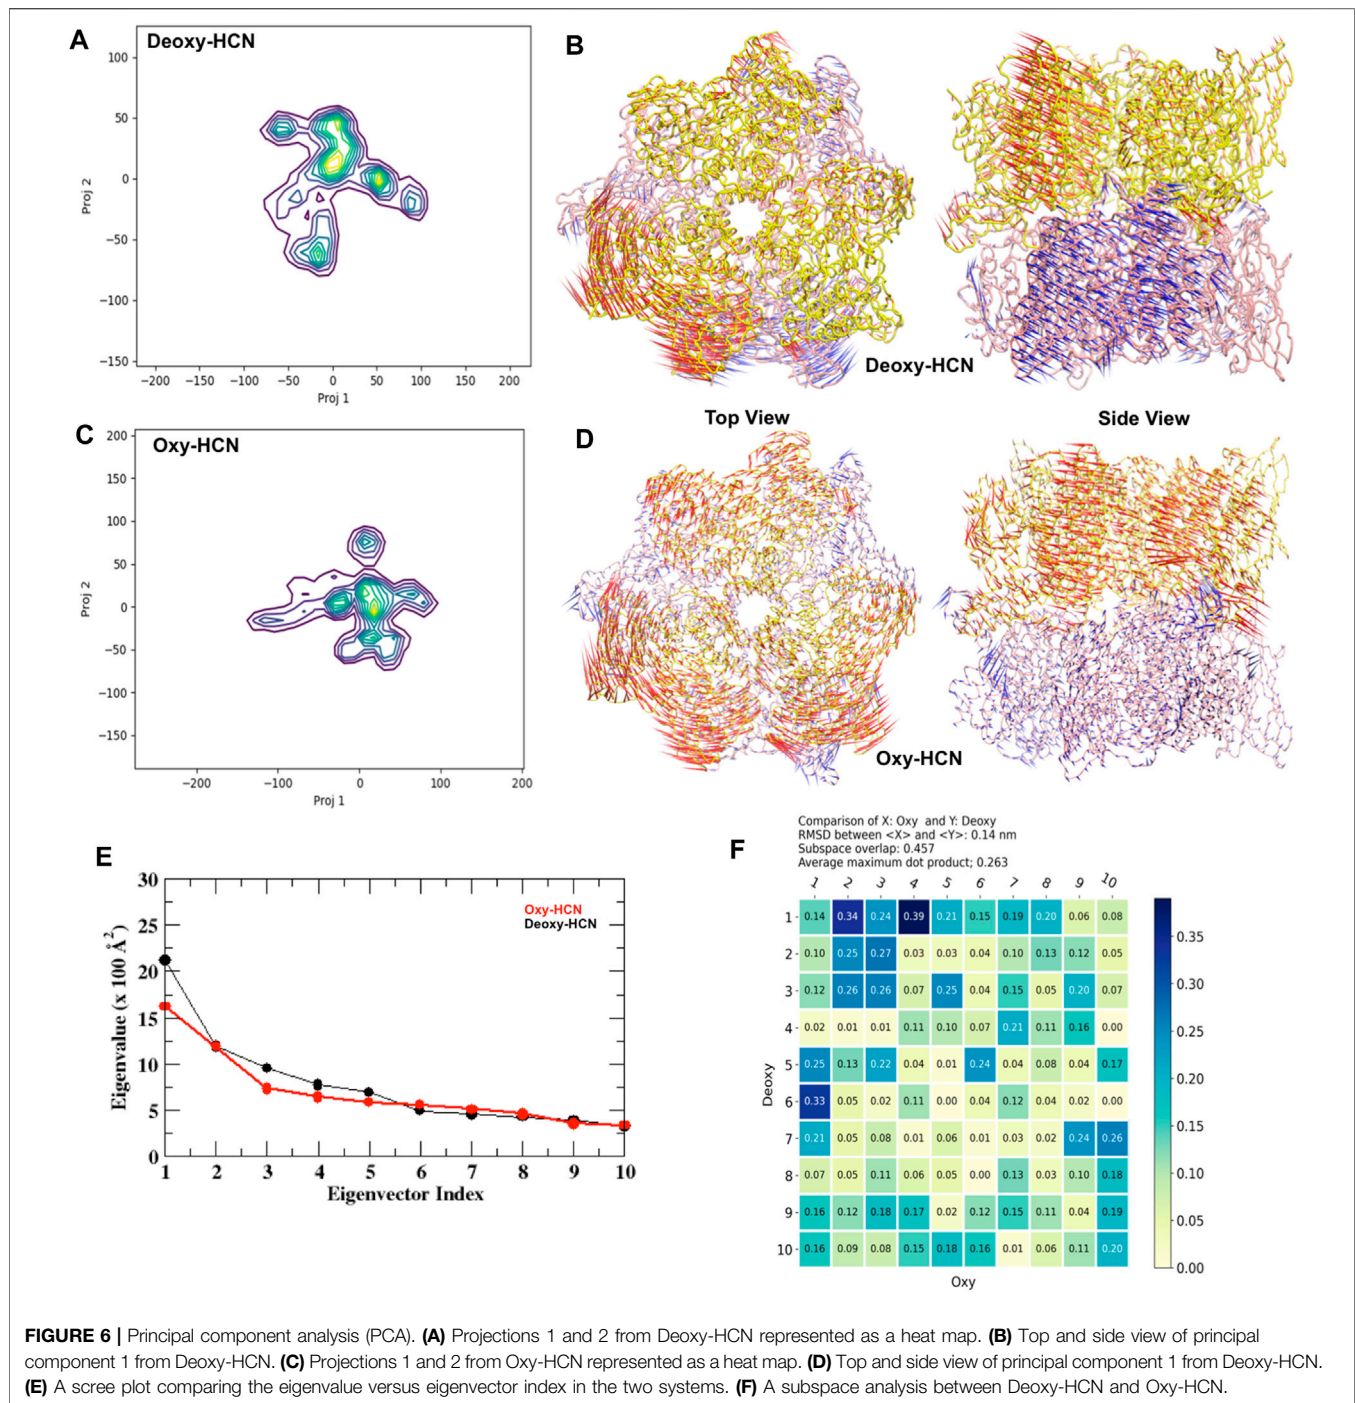 A
Deoxy-HCN
100
50
0
−50
−100
−150
Proj 2
−200 −150 −100 −50 0 50 100 150 200
Proj 1
B
Deoxy-HCN
Top View
Side View
C
Oxy-HCN
200
150
100
50
0
−50
−100
−150
Proj 2
−200 −100 0 100 200
Proj 1
D
Oxy-HCN
E
30
25
20
15
10
5
0
Eigenvalue (x 100 Å²)
Oxy-HCN
Deoxy-HCN
1 2 3 4 5 6 7 8 9 10
Eigenvector Index
F
Comparison of X: Oxy and Y: Deoxy
RMSD between <X> and <Y>: 0.14 nm
Subspace overlap: 0.457
Average maximum dot product; 0.263
1 2 3 4 5 6 7 8 9 10
1 0.14 0.34 0.24 0.39 0.21 0.15 0.19 0.20 0.06 0.08
2 0.10 0.25 0.27 0.03 0.03 0.04 0.10 0.13 0.12 0.05
3 0.12 0.26 0.26 0.07 0.25 0.04 0.15 0.05 0.20 0.07
4 0.02 0.01 0.01 0.11 0.10 0.07 0.21 0.11 0.16 0.00
5 0.25 0.13 0.22 0.04 0.01 0.24 0.04 0.08 0.04 0.17
6 0.33 0.05 0.02 0.11 0.00 0.04 0.12 0.04 0.02 0.00
7 0.21 0.05 0.08 0.01 0.06 0.01 0.03 0.02 0.24 0.26
8 0.07 0.05 0.11 0.06 0.05 0.00 0.13 0.03 0.10 0.18
9 0.16 0.12 0.18 0.17 0.02 0.12 0.15 0.11 0.04 0.19
10 0.16 0.09 0.08 0.15 0.18 0.16 0.01 0.06 0.11 0.20
Deoxy
Oxy
0.35
0.30
0.25
0.20
0.15
0.10
0.05
0.00
FIGURE 6 | Principal component analysis (PCA). (A) Projections 1 and 2 from Deoxy-HCN represented as a heat map. (B) Top and side view of principal
component 1 from Deoxy-HCN. (C) Projections 1 and 2 from Oxy-HCN represented as a heat map. (D) Top and side view of principal component 1 from Deoxy-HCN.
(E) A scree plot comparing the eigenvalue versus eigenvector index in the two systems. (F) A subspace analysis between Deoxy-HCN and Oxy-HCN.